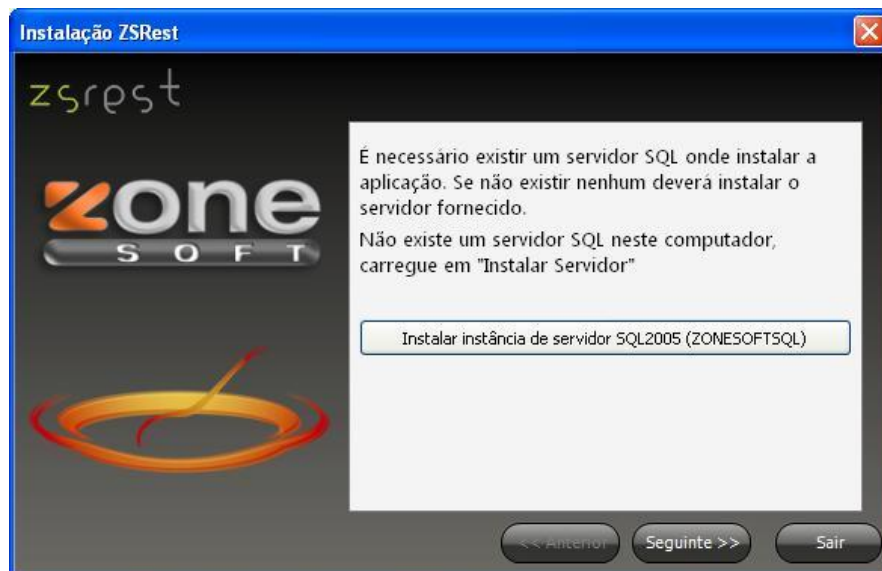 Instalação ZSRest
zsrest
zone
SOFT
É necessário existir um servidor SQL onde instalar a
aplicação. Se não existir nenhum deverá instalar o
servidor fornecido.
Não existe um servidor SQL neste computador,
carregue em "Instalar Servidor"
Instalar instância de servidor SQL2005 (ZONESOFTSQL)
<< Anterior
Seguinte >>
Sair